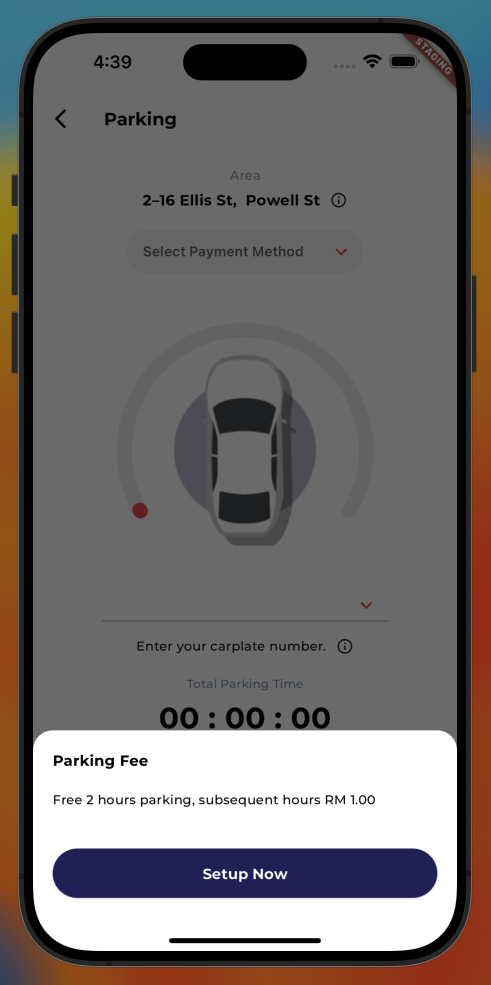 4:39
STAGING
Parking
Area
2–16 Ellis St,  Powell St
Select Payment Method
Enter your carplate number.
Total Parking Time
00 : 00 : 00
Parking Fee
Free 2 hours parking, subsequent hours RM 1.00
Setup Now